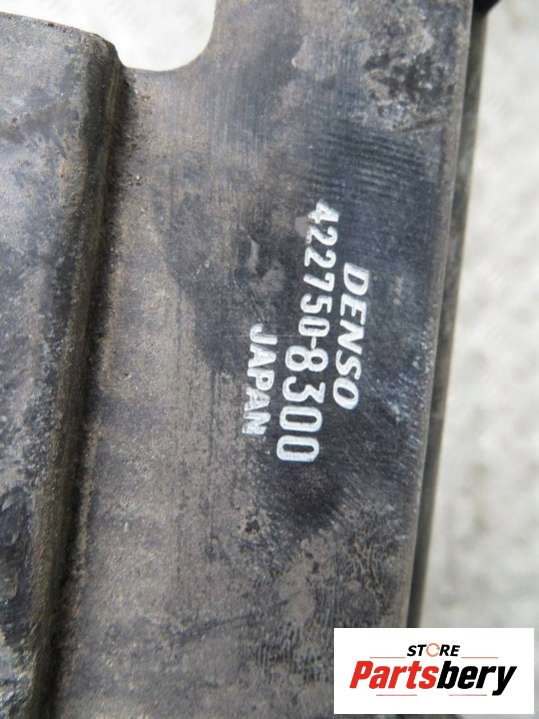 DENSO
422750-8300
JAPAN
STORE
Partsbery